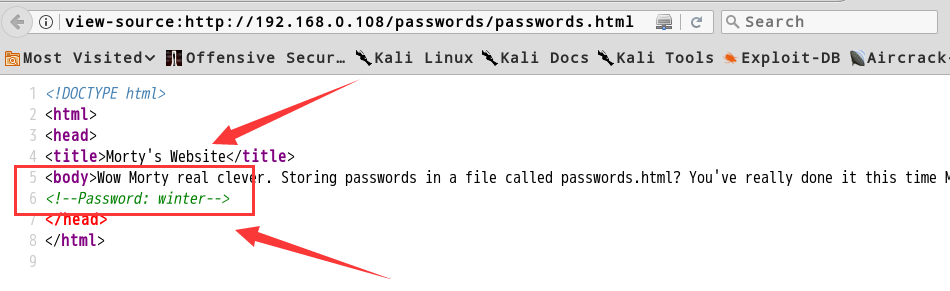 view-source:http://192.168.0.108/passwords/passwords.html Search
Most Visited Offensive Secur... Kali Linux Kali Docs Kali Tools Exploit-DB Aircrack-
1 <!DOCTYPE html>
2 <html>
3 <head>
4 <title>Morty's Website</title>
5 <body>Wow Morty real clever. Storing passwords in a file called passwords.html? You've really done it this time M
6 <!--Password: winter-->
7 </head>
8 </html>
9